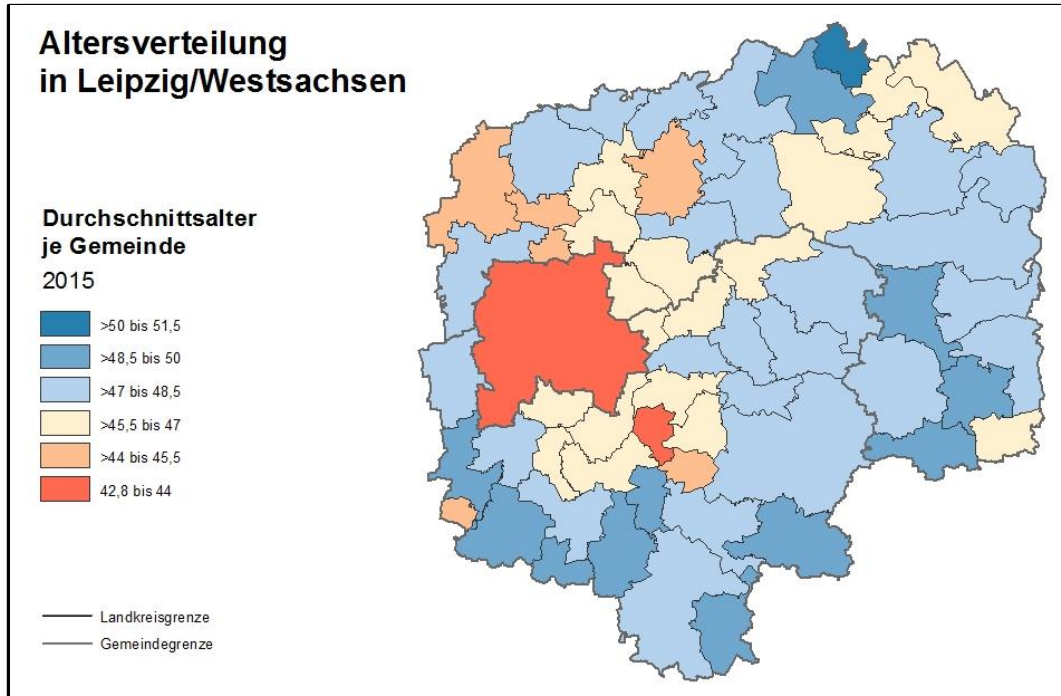 Altersverteilung
in Leipzig/Westsachsen
Durchschnittsalter
je Gemeinde
2015
>50 bis 51,5
>48,5 bis 50
>47 bis 48,5
>45,5 bis 47
>44 bis 45,5
42,8 bis 44
Landkreisgrenze
Gemeindegrenze